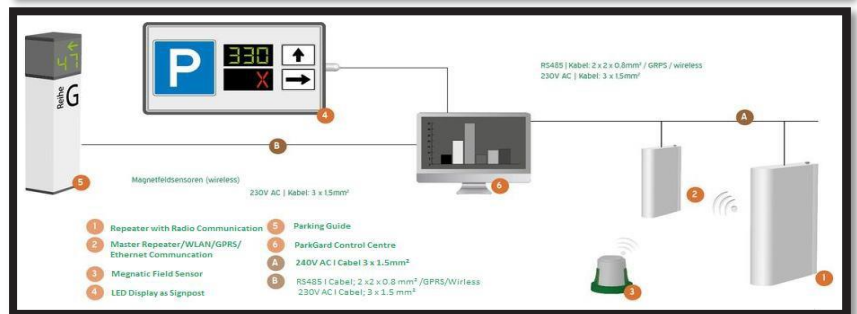 ← 47
Reihe G
P
330
X
RS485 | Kabel: 2 x 2 x 0.8mm² / GRPS / wireless
230V AC | Kabel: 3 x 1.5mm²
4
A
B
5
6
2
Magnetfeldsensoren (wireless)
230V AC | Kabel: 3 x 1.5mm²
1 Repeater with Radio Communication
2 Master Repeater/WLAN/GPRS/
Ethernet Communcation
3 Megnatic Field Sensor
4 LED Display as Signpost
5 Parking Guide
6 ParkGard Control Centre
A 240V AC I Cabel 3 x 1.5mm²
B RS485 I Cabel; 2 x2 x 0.8 mm² /GPRS/Wirless
230V AC I Cabel; 3 x 1.5 mm²
3
1